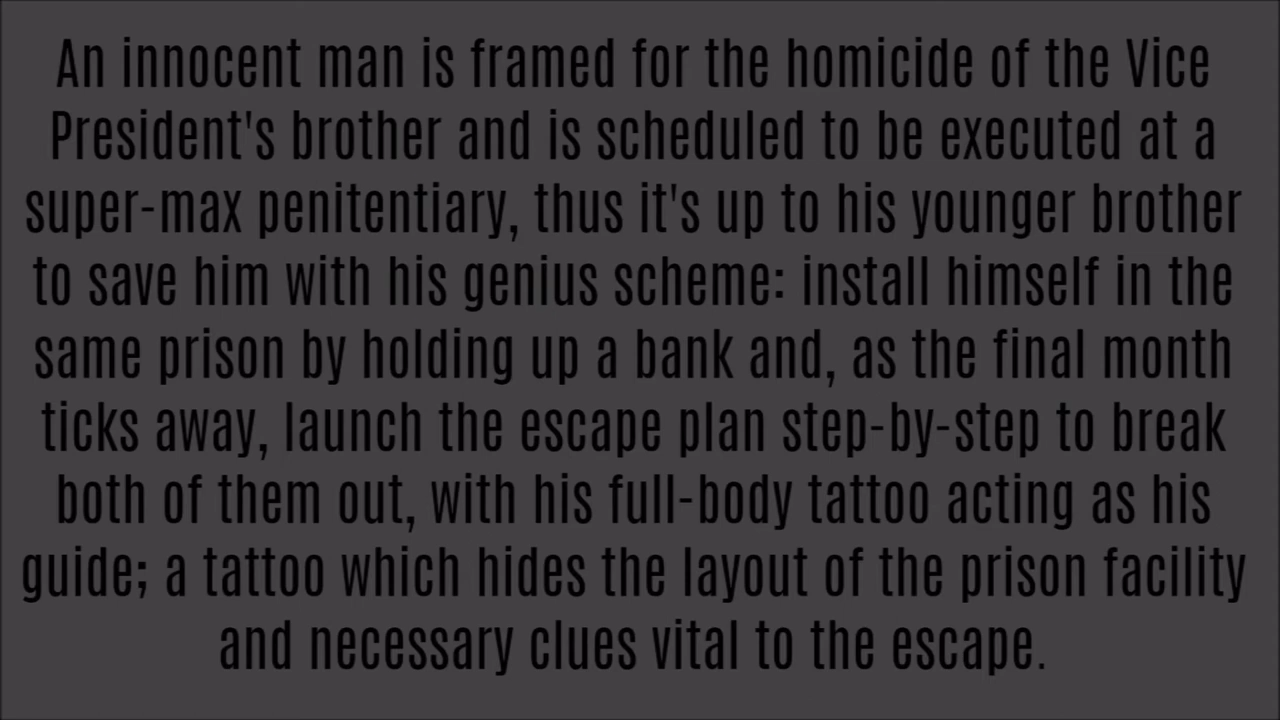 An innocent man is framed for the homicide of the Vice
President's brother and is scheduled to be executed at a
super-max penitentiary, thus it's up to his younger brother
to save him with his genius scheme: install himself in the
same prison by holding up a bank and, as the final month
ticks away, launch the escape plan step-by-step to break
both of them out, with his full-body tattoo acting as his
guide; a tattoo which hides the layout of the prison facility
and necessary clues vital to the escape.